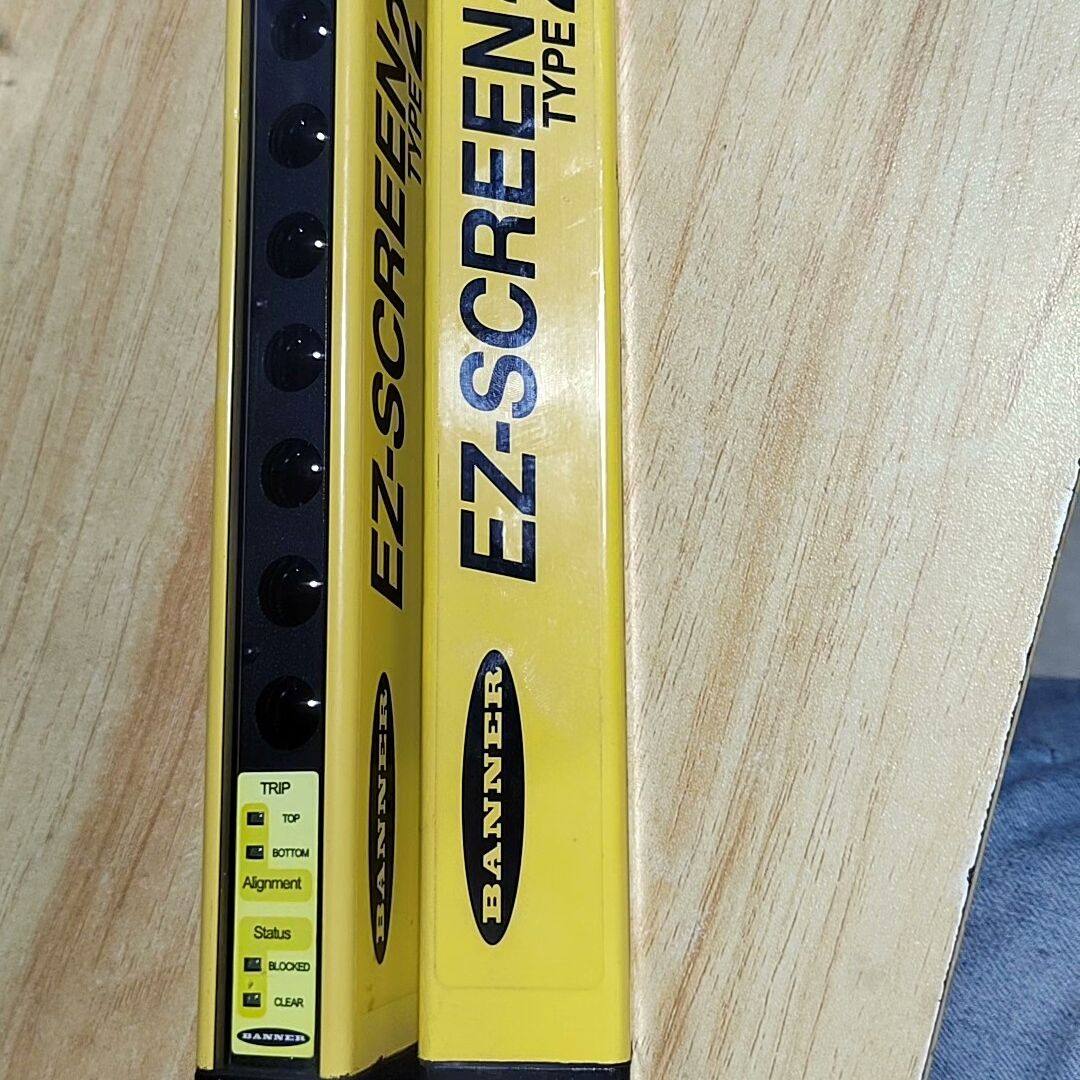 EZ-SCREEN
TYPE 2
BANNER
EZ-SCREEN
TYPE
BANNER
TRIP
TOP
BOTTOM
Alignment
Status
BLOCKED
CLEAR
BANNER